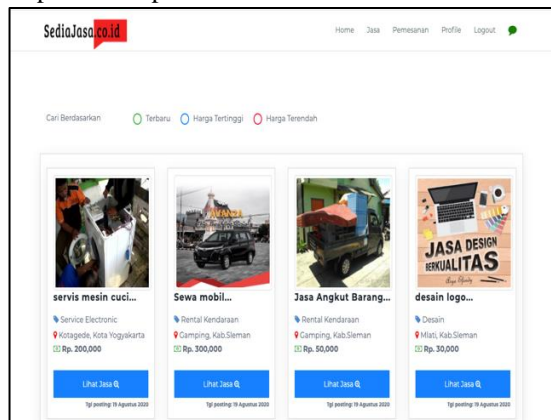 SediaJasa.co.id
Home Jasa Pemesanan Profile Logout
Cari Berdasarkan Terbaru Harga Tertinggi Harga Terendah
AVANZA
JASA DESIGN
BERKUALITAS
servis mesin cuci... Sewa mobil... Jasa Angkut Barang... desain logo...
Service Electronic Rental Kendaraan Rental Kendaraan Desain
Kotagede, Kota Yogyakarta Gamping, Kab.Sleman Gamping, Kab.Sleman Mlati, Kab.Sleman
Rp. 200,000 Rp. 300,000 Rp. 50,000 Rp. 30,000
Lihat Jasa Lihat Jasa Lihat Jasa Lihat Jasa
Tgl posting: 19 Agustus 2020 Tgl posting: 19 Agustus 2020 Tgl posting: 19 Agustus 2020 Tgl posting: 19 Agustus 2020